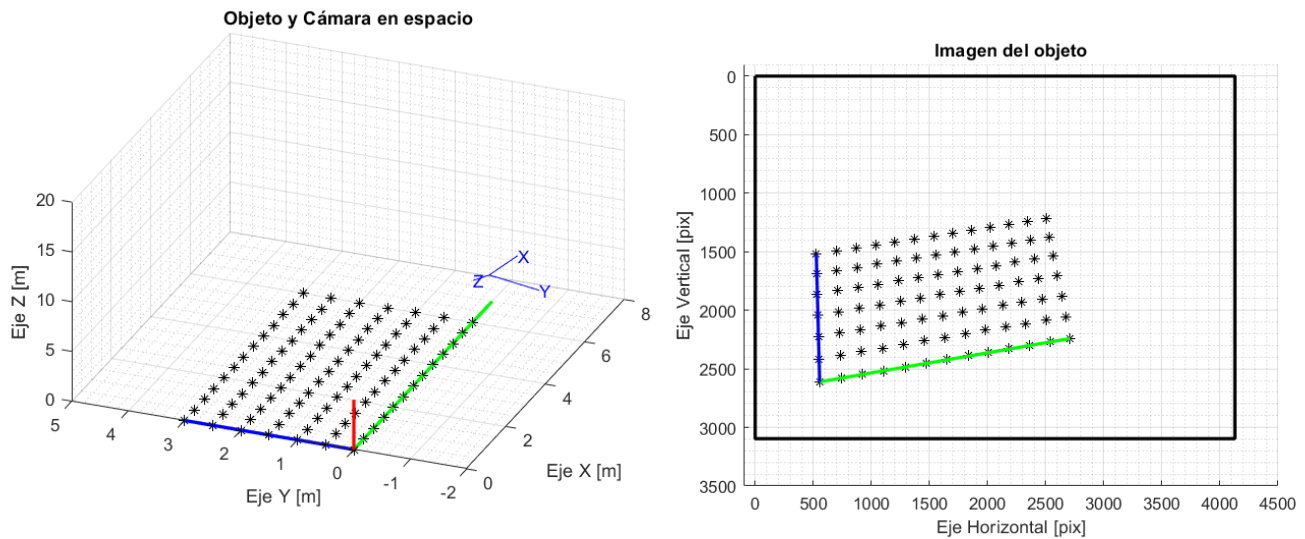 Objeto y Cámara en espacio
20
15
10
5
0
Eje Z [m]
5
4
3
2
1
0
-1
-2
Eje Y [m]
0
2
4
6
8
Eje X [m]
X
Y
Z
Imagen del objeto
0
500
1000
1500
2000
2500
3000
3500
Eje Vertical [pix]
0 500 1000 1500 2000 2500 3000 3500 4000 4500
Eje Horizontal [pix]